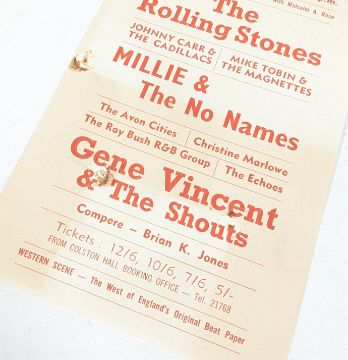 with Malcolm A Rose
p.m.
The
Rolling Stones
JOHNNY CARR &
THE CADILLACS
MIKE TOBIN &
THE MAGNETTES
MILLIE &
The No Names
The Avon Cities
Christine Marlowe
The Ray Bush R&B Group
The Echoes
Gene Vincent
& The Shouts
Compere – Brian K. Jones
Tickets : 12/6, 10/6, 7/6, 5/-
FROM COLSTON HALL BOOKING OFFICE – Tel. 21768
WESTERN SCENE – The West of England's Original Beat Paper